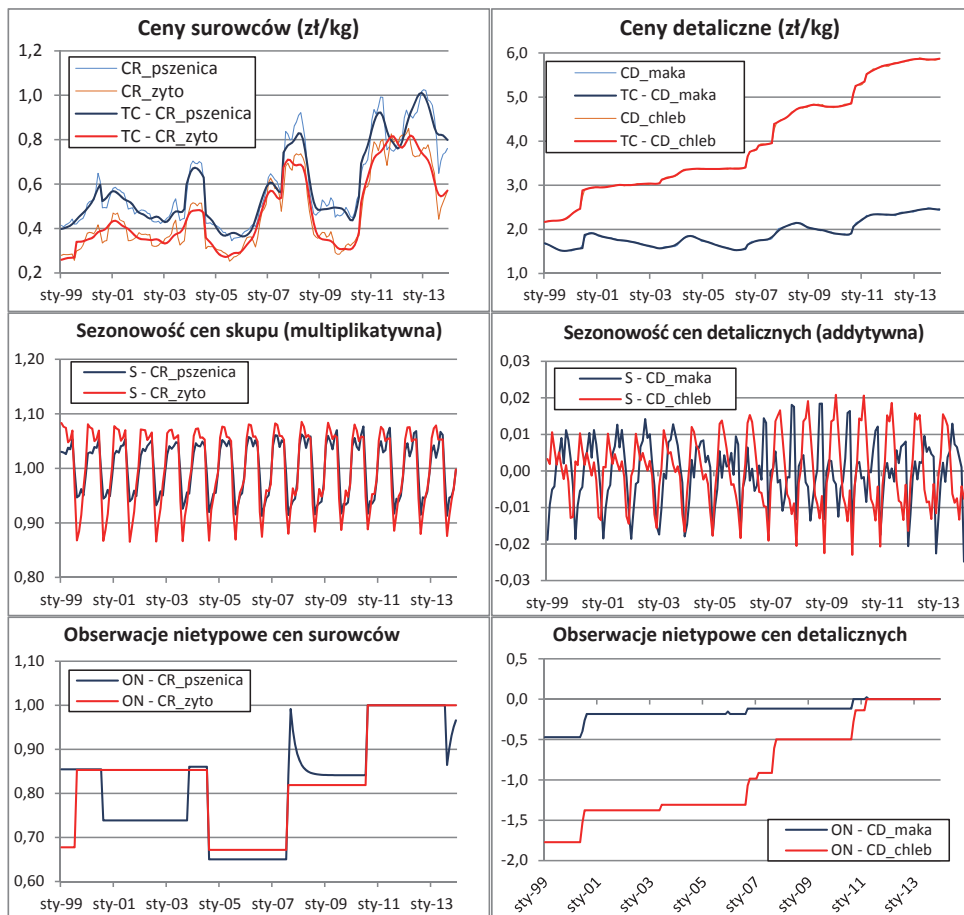 Ceny surowców (zł/kg)
1,2
1,0
0,8
0,6
0,4
0,2
CR_pszenica
CR_zyto
TC - CR_pszenica
TC - CR_zyto
sty-99 sty-01 sty-03 sty-05 sty-07 sty-09 sty-11 sty-13
Ceny detaliczne (zł/kg)
6,0
5,0
4,0
3,0
2,0
1,0
CD_maka
TC - CD_maka
CD_chleb
TC - CD_chleb
sty-99 sty-01 sty-03 sty-05 sty-07 sty-09 sty-11 sty-13
Sezonowość cen skupu (multiplikatywna)
1,20
1,10
1,00
0,90
0,80
S - CR_pszenica
S - CR_zyto
sty-99 sty-01 sty-03 sty-05 sty-07 sty-09 sty-11 sty-13
Sezonowość cen detalicznych (addytywna)
0,03
0,02
0,01
0,00
-0,01
-0,02
-0,03
S - CD_maka
S - CD_chleb
sty-99 sty-01 sty-03 sty-05 sty-07 sty-09 sty-11 sty-13
Obserwacje nietypowe cen surowców
1,10
1,00
0,90
0,80
0,70
0,60
ON - CR_pszenica
ON - CR_zyto
sty-99 sty-01 sty-03 sty-05 sty-07 sty-09 sty-11 sty-13
Obserwacje nietypowe cen detalicznych
0,5
0,0
-0,5
-1,0
-1,5
-2,0
ON - CD_maka
ON - CD_chleb
sty-99 sty-01 sty-03 sty-05 sty-07 sty-09 sty-11 sty-13